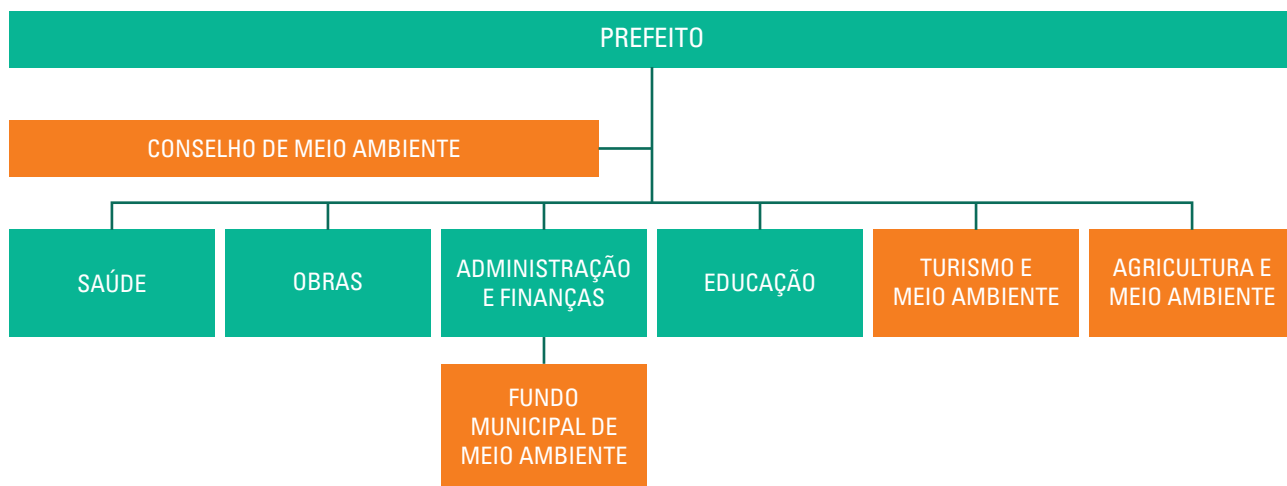 PREFEITO
CONSELHO DE MEIO AMBIENTE
SAÚDE
OBRAS
ADMINISTRAÇÃO
E FINANÇAS
EDUCAÇÃO
TURISMO E
MEIO AMBIENTE
AGRICULTURA E
MEIO AMBIENTE
FUNDO
MUNICIPAL DE
MEIO AMBIENTE